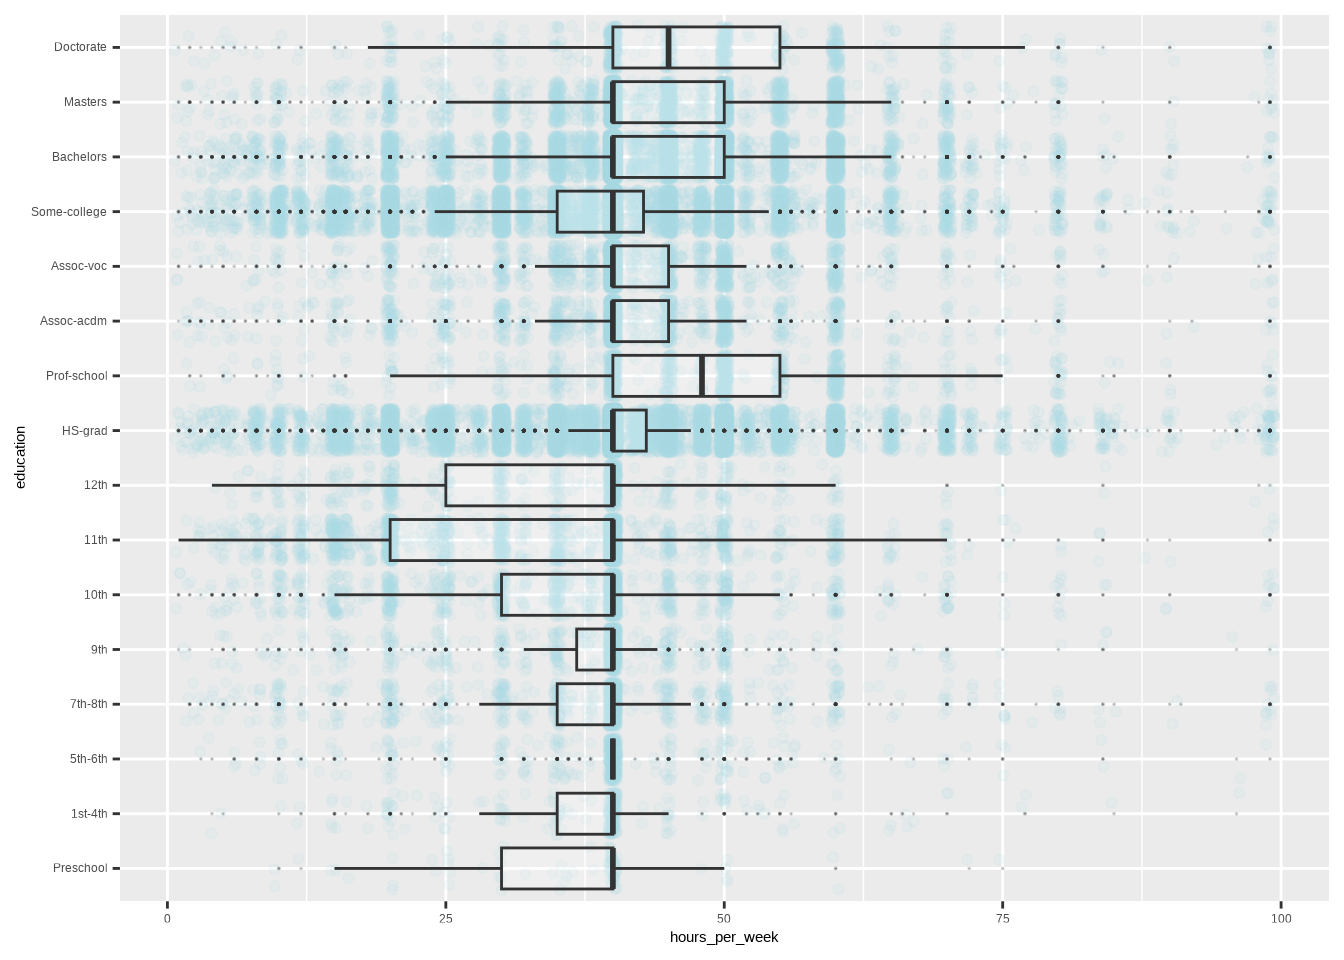 Doctorate
Masters
Bachelors
Some-college
Assoc-voc
Assoc-acdm
Prof-school
HS-grad
12th
11th
10th
9th
7th-8th
5th-6th
1st-4th
Preschool
education
0 25 50 75 100
hours_per_week